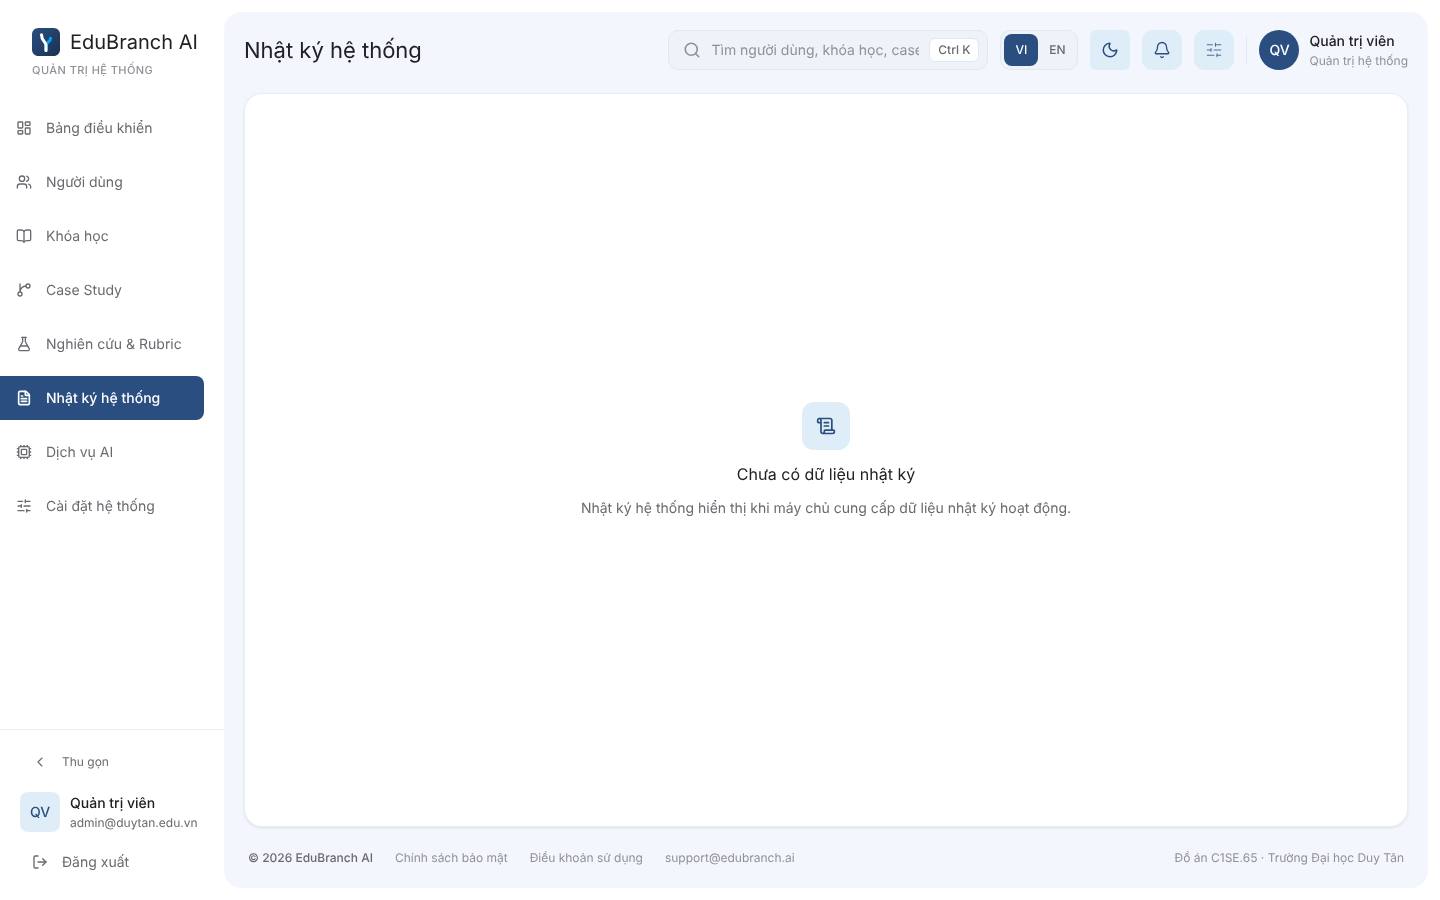 EduBranch AI
QUẢN TRỊ HỆ THỐNG
Bảng điều khiển
Người dùng
Khóa học
Case Study
Nghiên cứu & Rubric
Nhật ký hệ thống
Dịch vụ AI
Cài đặt hệ thống
Thu gọn
QV
Quản trị viên
admin@duytan.edu.vn
Đăng xuất
Nhật ký hệ thống
Tìm người dùng, khóa học, case
Ctrl K
VI
EN
QV
Quản trị viên
Quản trị hệ thống
Chưa có dữ liệu nhật ký
Nhật ký hệ thống hiển thị khi máy chủ cung cấp dữ liệu nhật ký hoạt động.
© 2026 EduBranch AI
Chính sách bảo mật
Điều khoản sử dụng
support@edubranch.ai
Đồ án C1SE.65 · Trường Đại học Duy Tân